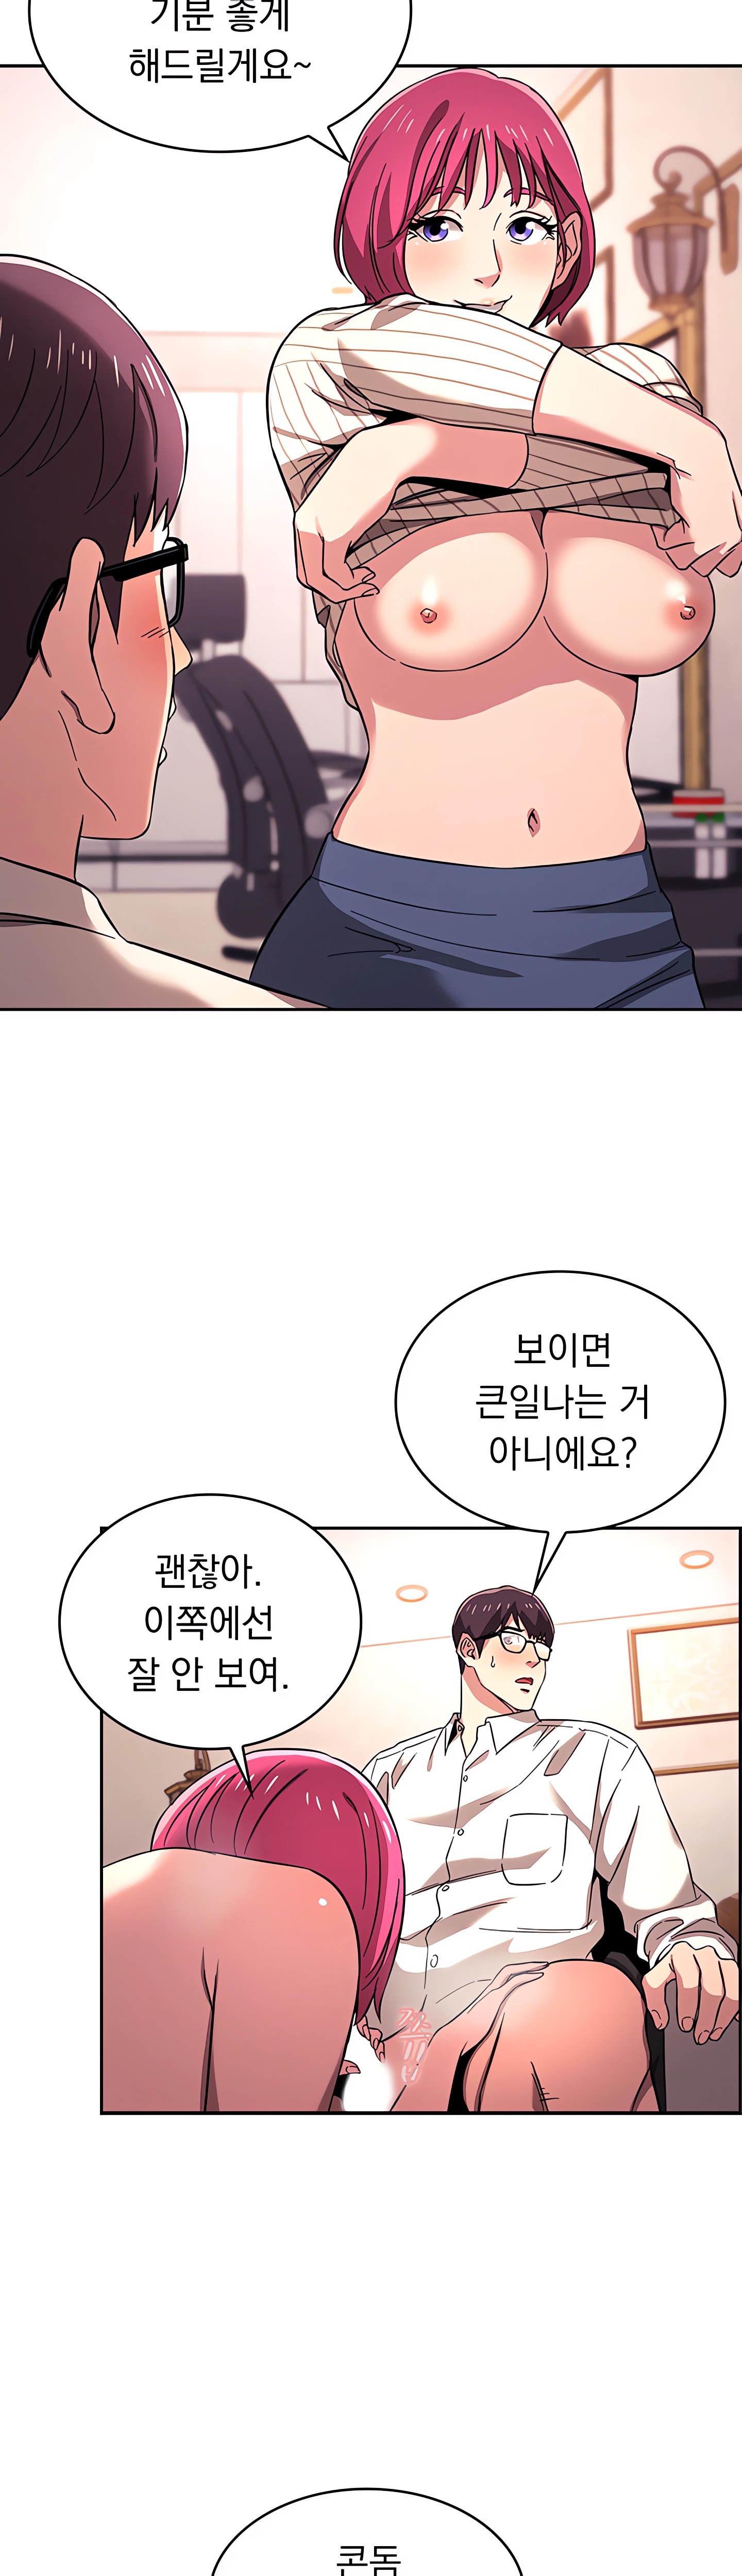 기분 좋게
해드릴게요~
보이면
큰일나는 거
아니에요?
괜찮아.
이쪽에선
잘 안 보여.
콘돔